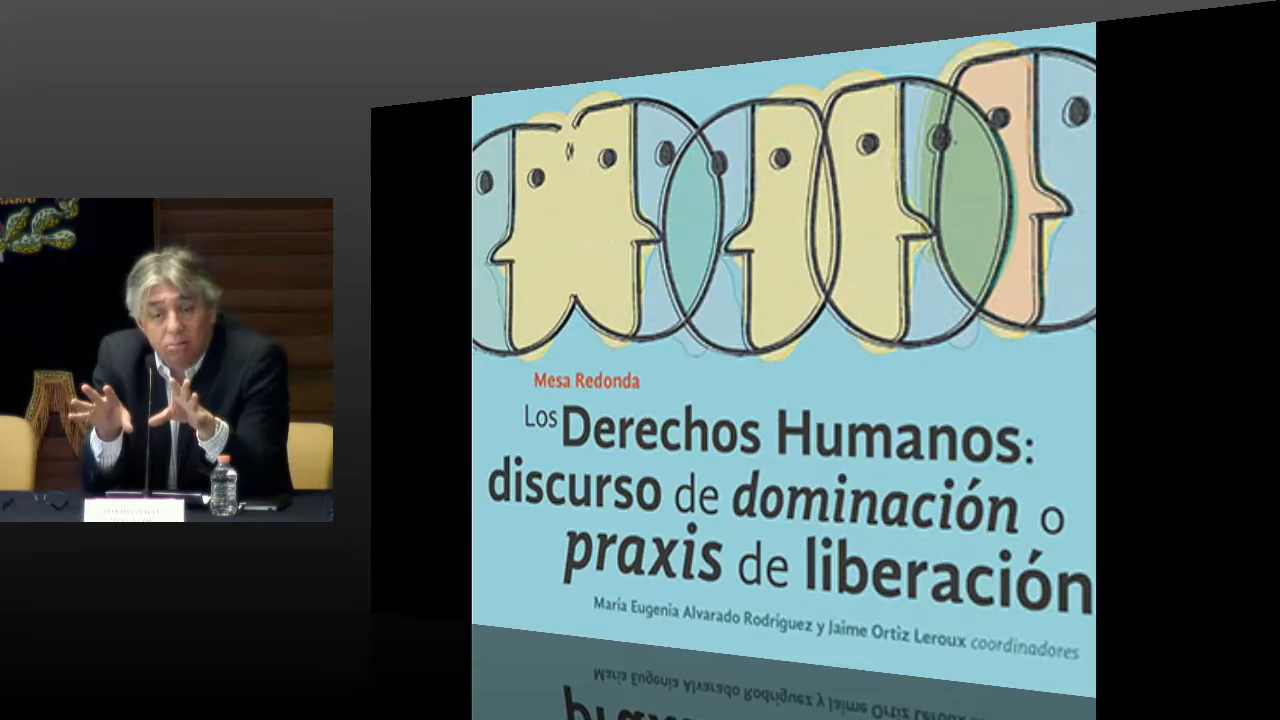 Mesa Redonda
Los Derechos Humanos:
discurso de dominación o
praxis de liberación
María Eugenia Alvarado Rodríguez y Jaime Ortiz Leroux coordinadores